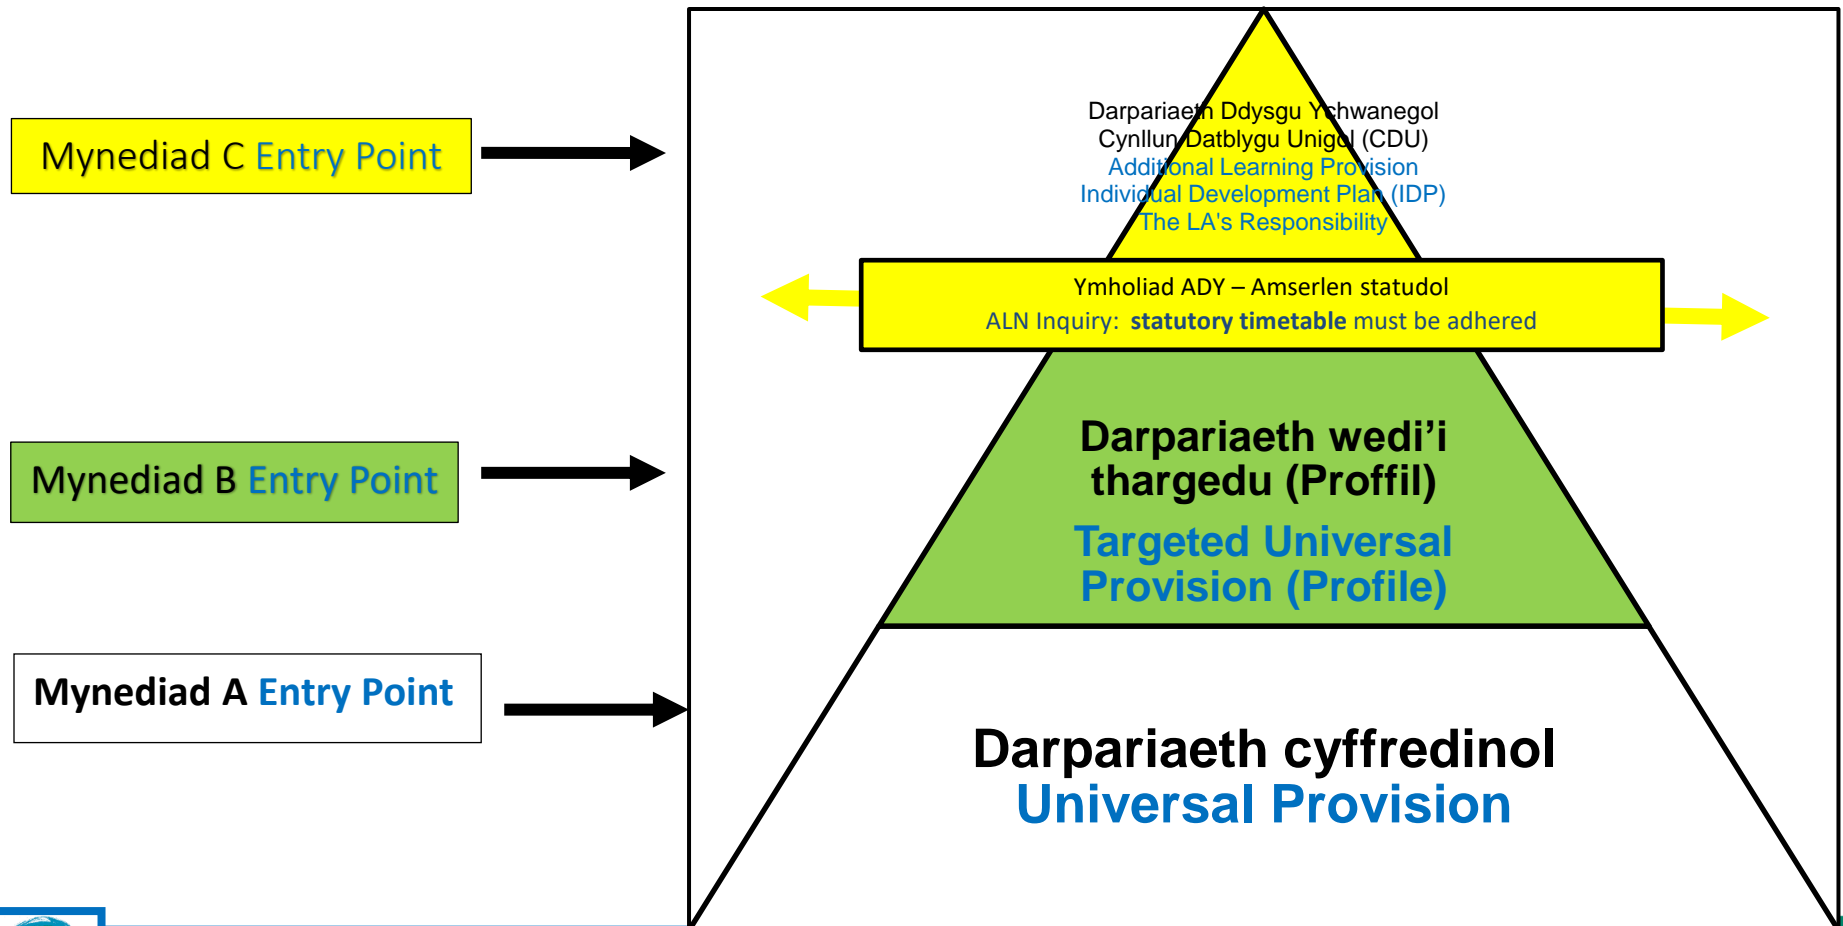 Darpariaeth Ddysgu Ychwanegol
Cynllun Datblygu Unigol (CDU)
Additional Learning Provision
Individual Development Plan (IDP)
The LA's Responsibility
Mynediad C Entry Point
Ymholiad ADY – Amserlen statudol
ALN Inquiry: statutory timetable must be adhered
Mynediad B Entry Point
Darpariaeth wedi’i
thargedu (Proffil)
Targeted Universal
Provision (Profile)
Mynediad A Entry Point
Darpariaeth cyffredinol
Universal Provision